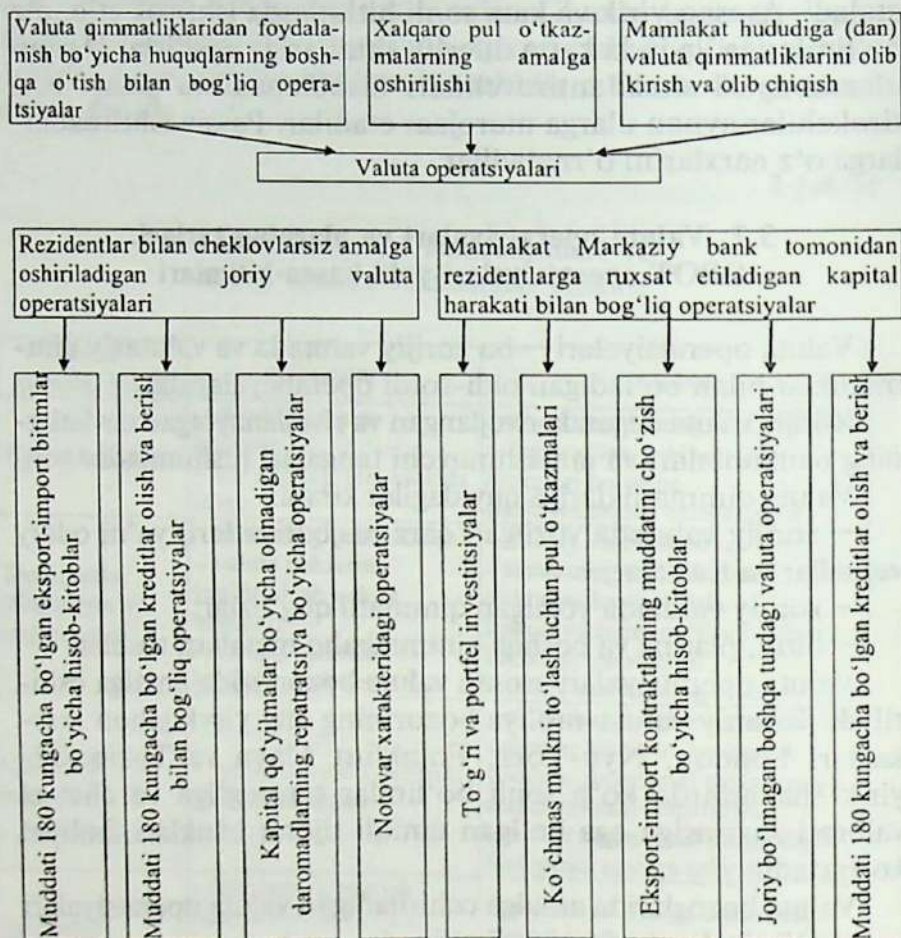 Valuta qimmatliklaridan foydala-
nish bo‘yicha huquqlarning bosh-
qa o‘tish bilan bog‘liq opera-
tsiyalar
Xalqaro pul o‘tkaz-
malarning amalga
oshirilishi
Mamlakat hududiga (dan)
valuta qimmatliklarini olib
kirish va olib chiqish
Valuta operatsiyalari
Rezidentlar bilan cheklovlarsiz amalga
oshiriladigan joriy valuta
operatsiyalari
Mamlakat Markaziy bank tomonidan
rezidentlarga ruxsat etiladigan kapital
harakati bilan bog‘liq operatsiyalar
Muddati 180 kungacha bo‘lgan eksport-import bitimlar
bo‘yicha hisob-kitoblar
Muddati 180 kungacha bo‘lgan kreditlar olish va berisi
bilan bog‘liq operatsiyalar
Kapital qo‘yilmalar bo‘yicha olinadigan
daromadlarning repatratsiya bo‘yicha operatsiyalar
Notovar xarakteridagi operatsiyalar
To‘g‘ri va portfel investitsiyalar
Ko‘chmas mulkni to‘lash uchun pul o‘tkazmalari
Eksport-import kontraktlarning muddatini cho‘zish
bo‘yicha hisob-kitoblar
Joriy bo‘lmagan boshqa turdagi valuta operatsiyalari
Muddati 180 kungacha bo‘lgan kreditlar olish va berisi